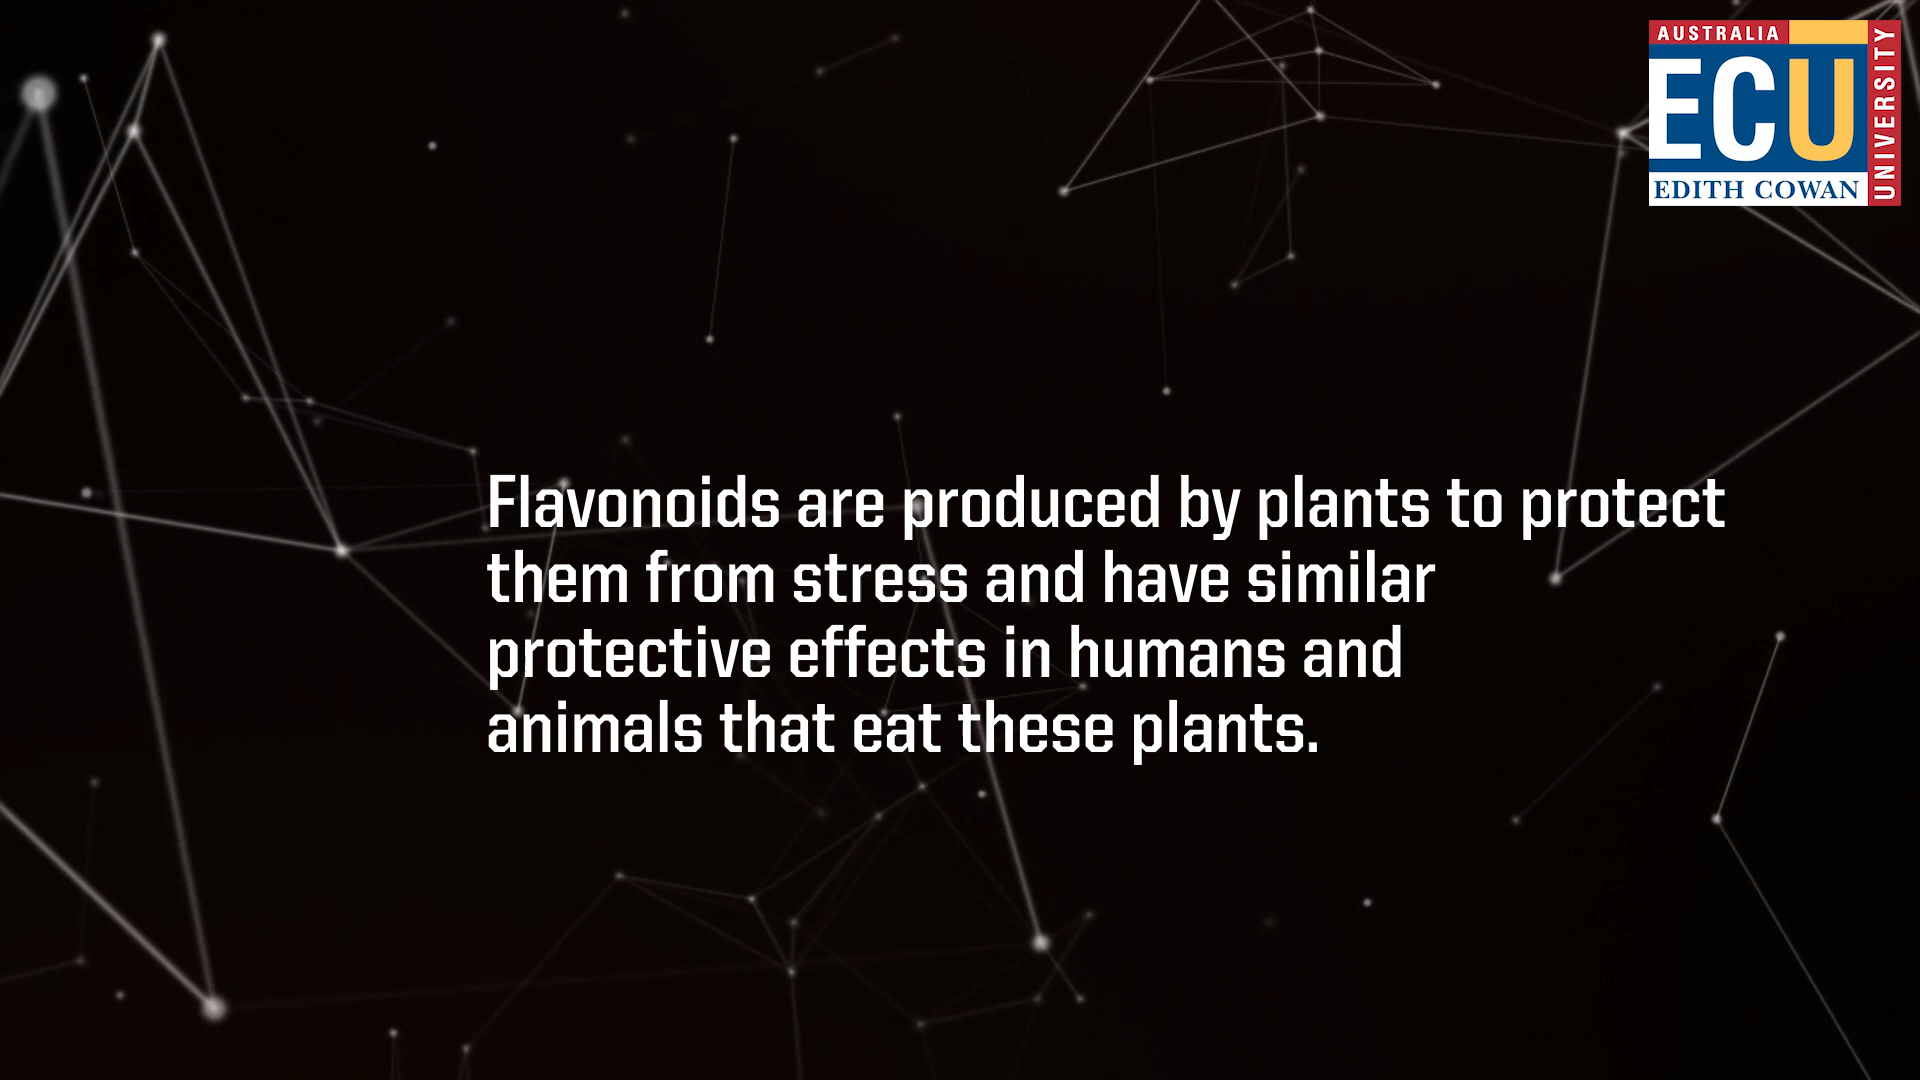 AUSTRALIA
ECU
EDITH COWAN
UNIVERSITY
Flavonoids are produced by plants to protect
them from stress and have similar
protective effects in humans and
animals that eat these plants.